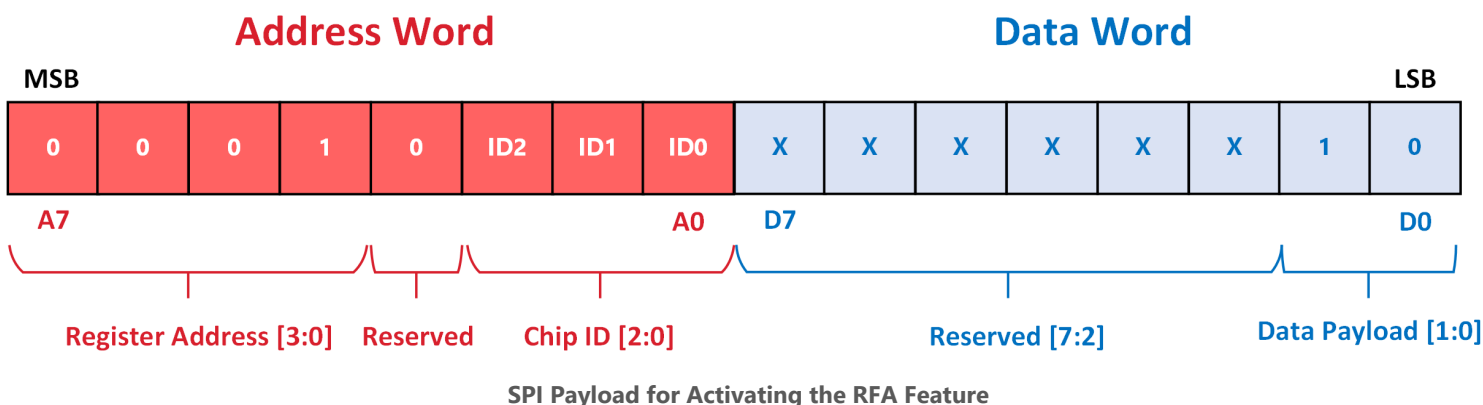 Address Word Data Word
MSB LSB
0 0 0 1 0 ID2 ID1 ID0 X X X X X X 1 0
A7 A0 D7 D0
Register Address [3:0] Reserved Chip ID [2:0] Reserved [7:2] Data Payload [1:0]
SPI Payload for Activating the RFA Feature